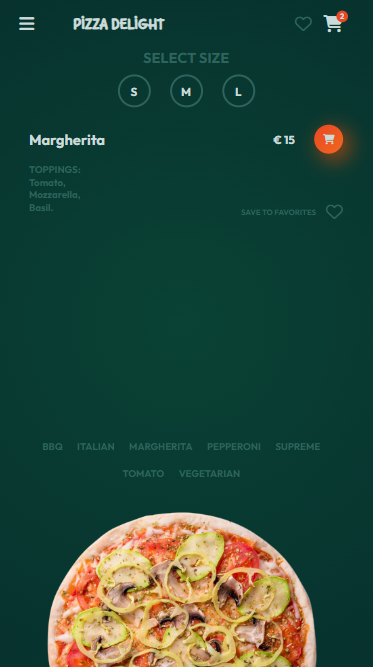 PiZZA DELiGHT
2
SELECT SIZE
S M L
Margherita € 15
TOPPINGS:
Tomato,
Mozzarella,
Basil.
SAVE TO FAVORITES
BBQ ITALIAN MARGHERITA PEPPERONI SUPREME
TOMATO VEGETARIAN